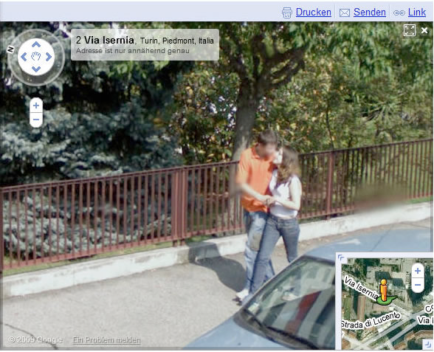 Drucken Senden Link
2 Via Isernia, Turin, Piedmont, Italia
Adresse ist nur annähernd genau
N
Via Isernia
Strada di Lucento
Via I
© 2009 Google
Ein Problem melden